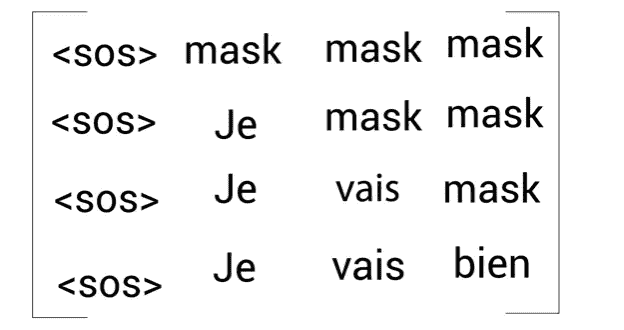 <sos> mask mask mask
<sos> Je mask mask
<sos> Je vais mask
<sos> Je vais bien